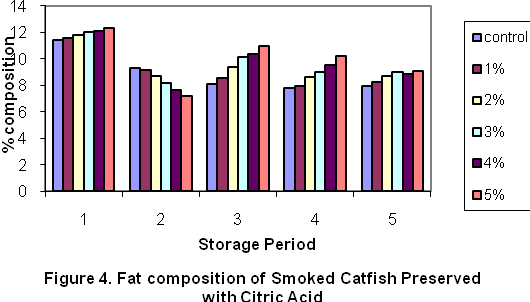 14
12
10
8
6
4
2
0
% composition
1 2 3 4 5
Storage Period
control
1%
2%
3%
4%
5%
Figure 4. Fat composition of Smoked Catfish Preserved
with Citric Acid